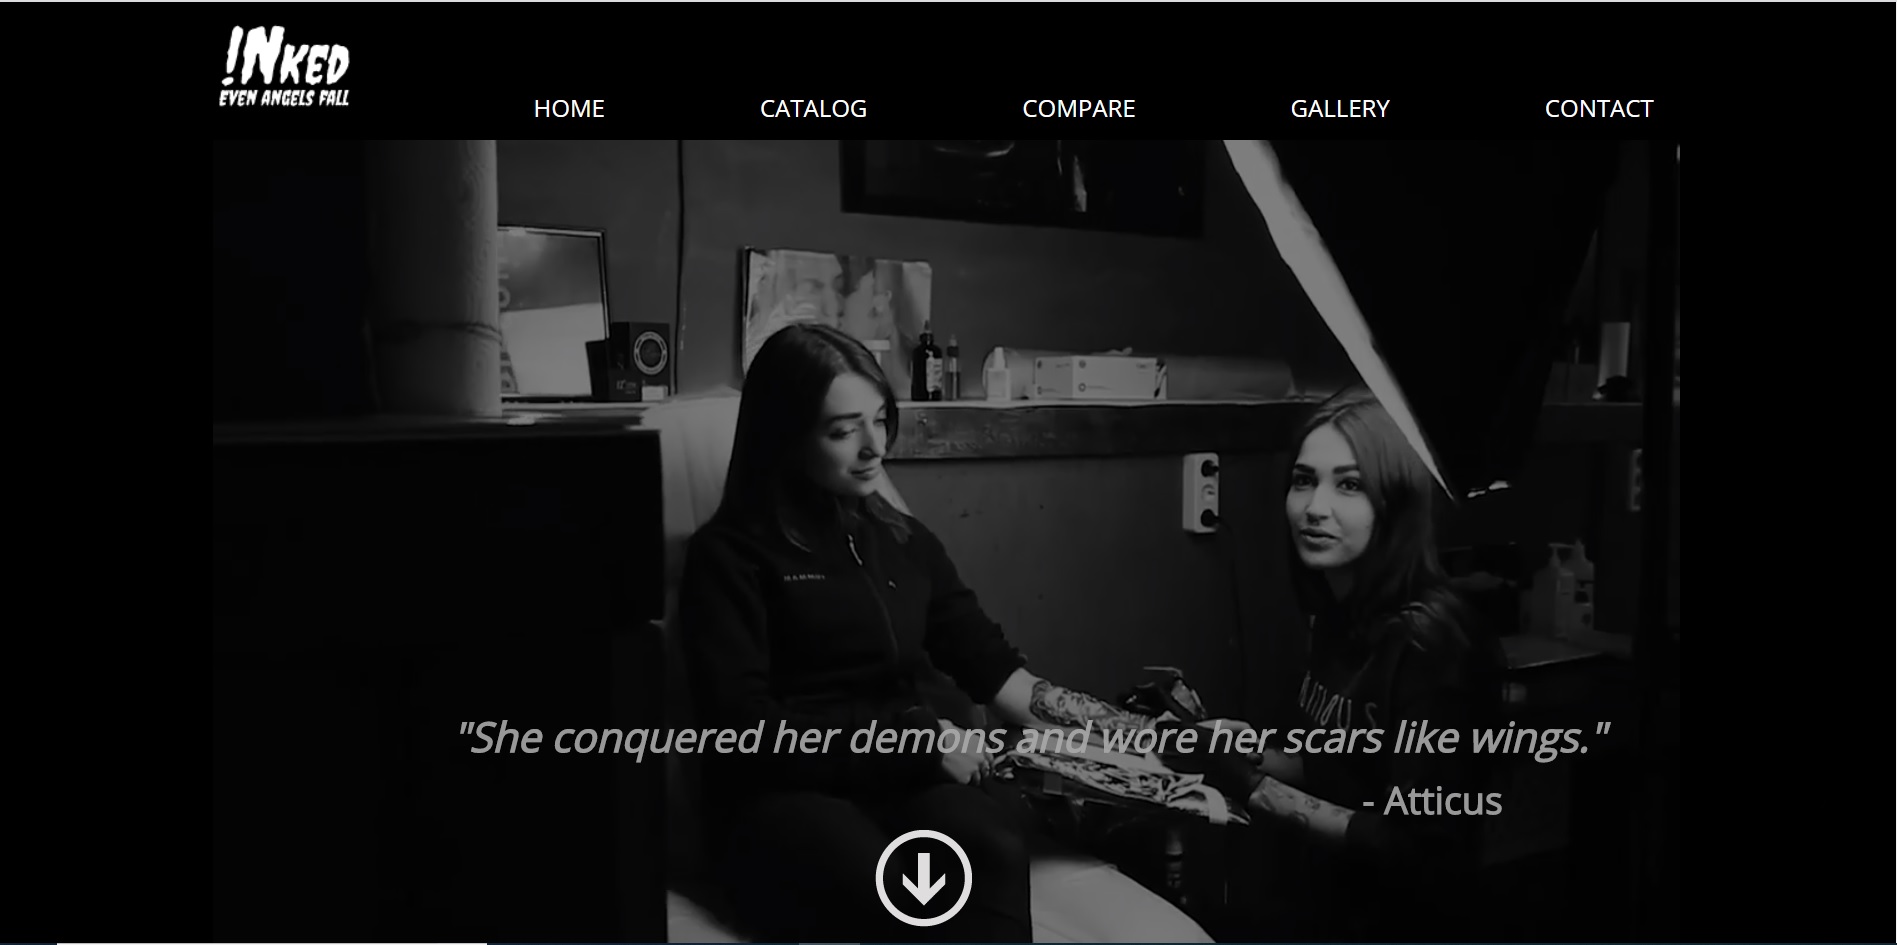 !NKED
EVEN ANGELS FALL
HOME CATALOG COMPARE GALLERY CONTACT
MAMMUT
"She conquered her demons and wore her scars like wings."
- Atticus